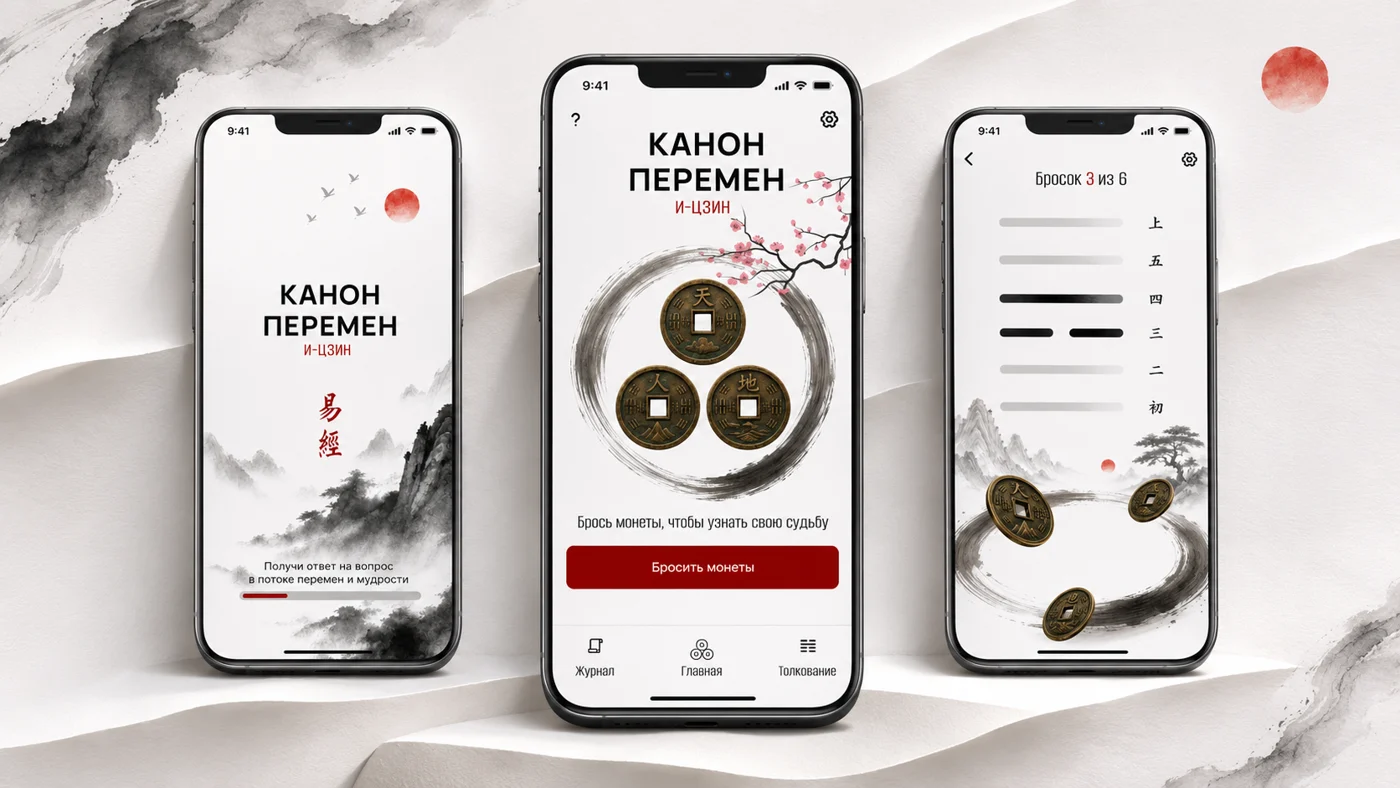 9:41
КАНОН
ПЕРЕМЕН
И-ЦЗИН
易
經
Получи ответ на вопрос
в потоке перемен и мудрости
9:41
?
КАНОН
ПЕРЕМЕН
И-ЦЗИН
天
人
地
Брось монеты, чтобы узнать свою судьбу
Бросить монеты
Журнал
Главная
Толкование
9:41
Бросок 3 из 6
上
五
四
三
二
初
人